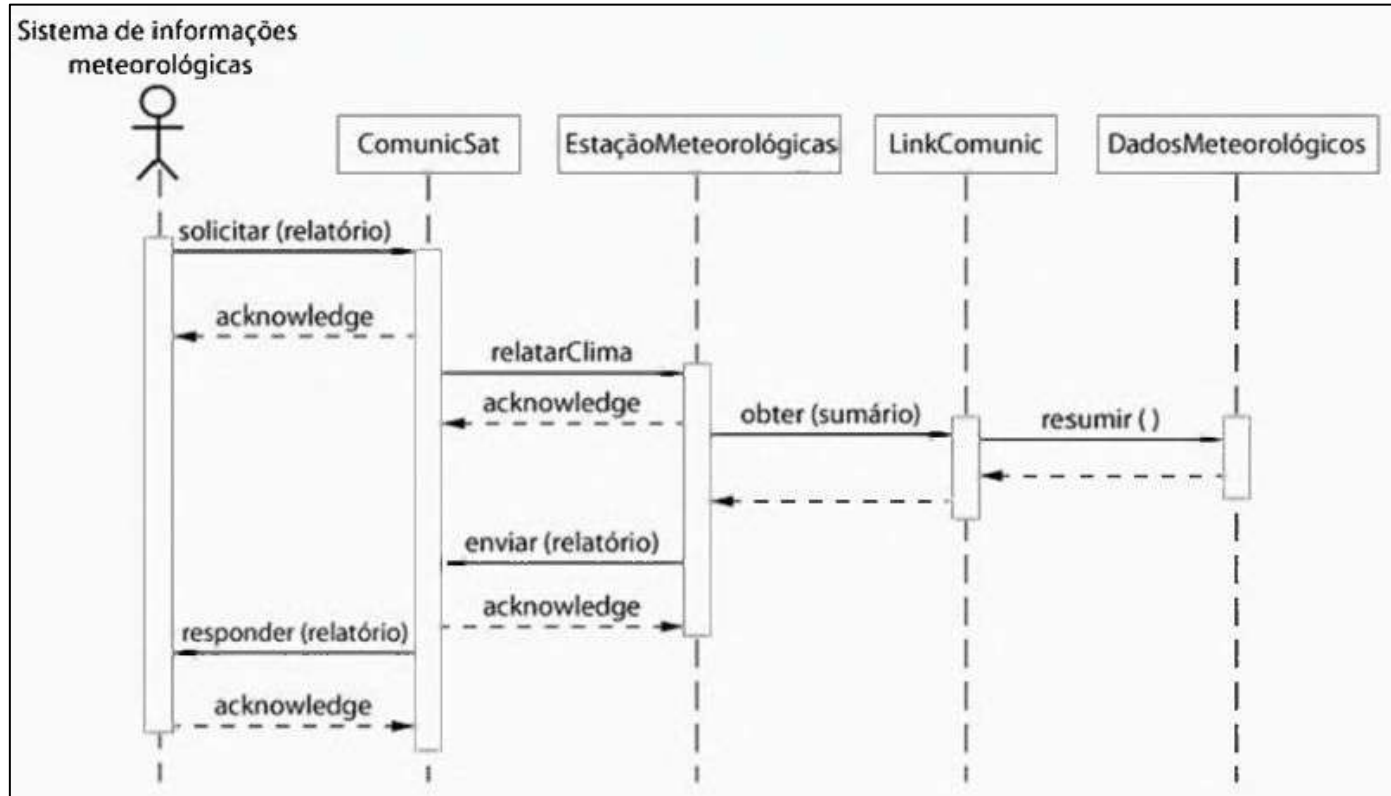 Sistema de informações
meteorológicas
ComunicSat
EstaçãoMeteorológicas
LinkComunic
DadosMeteorológicos
solicitar (relatório)
acknowledge
relatarClima
acknowledge
obter (sumário)
resumir ( )
enviar (relatório)
acknowledge
responder (relatório)
acknowledge